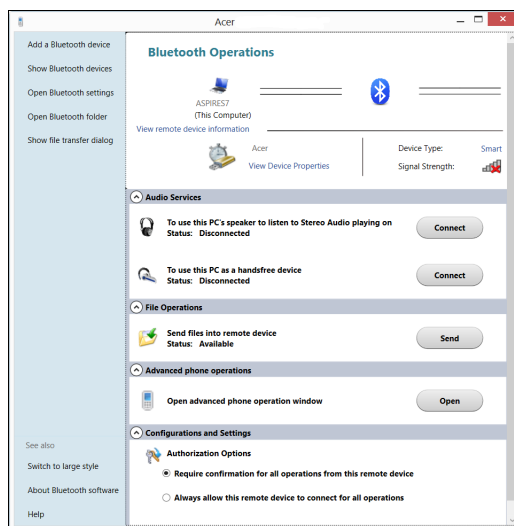 Acer
Add a Bluetooth device
Show Bluetooth devices
Open Bluetooth settings
Open Bluetooth folder
Show file transfer dialog
Bluetooth Operations
ASPIRES7
(This Computer)
View remote device information
Acer
View Device Properties
Device Type: Smart
Signal Strength:
Audio Services
To use this PC's speaker to listen to Stereo Audio playing on
Status: Disconnected
Connect
To use this PC as a handsfree device
Status: Disconnected
Connect
File Operations
Send files into remote device
Status: Available
Send
Advanced phone operations
Open advanced phone operation window
Open
Configurations and Settings
Authorization Options
Require confirmation for all operations from this remote device
Always allow this remote device to connect for all operations
See also
Switch to large style
About Bluetooth software
Help